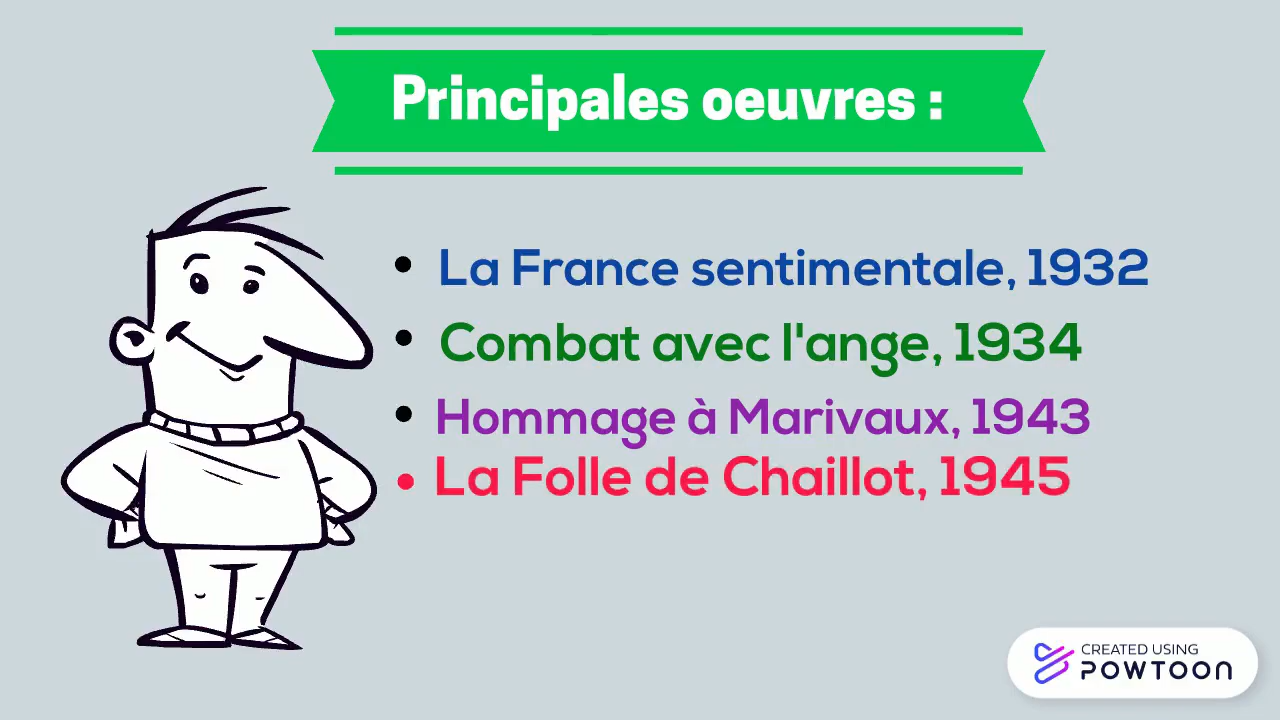 Principales oeuvres :
• La France sentimentale, 1932
• Combat avec l'ange, 1934
• Hommage à Marivaux, 1943
• La Folle de Chaillot, 1945
CREATED USING
POWTOON